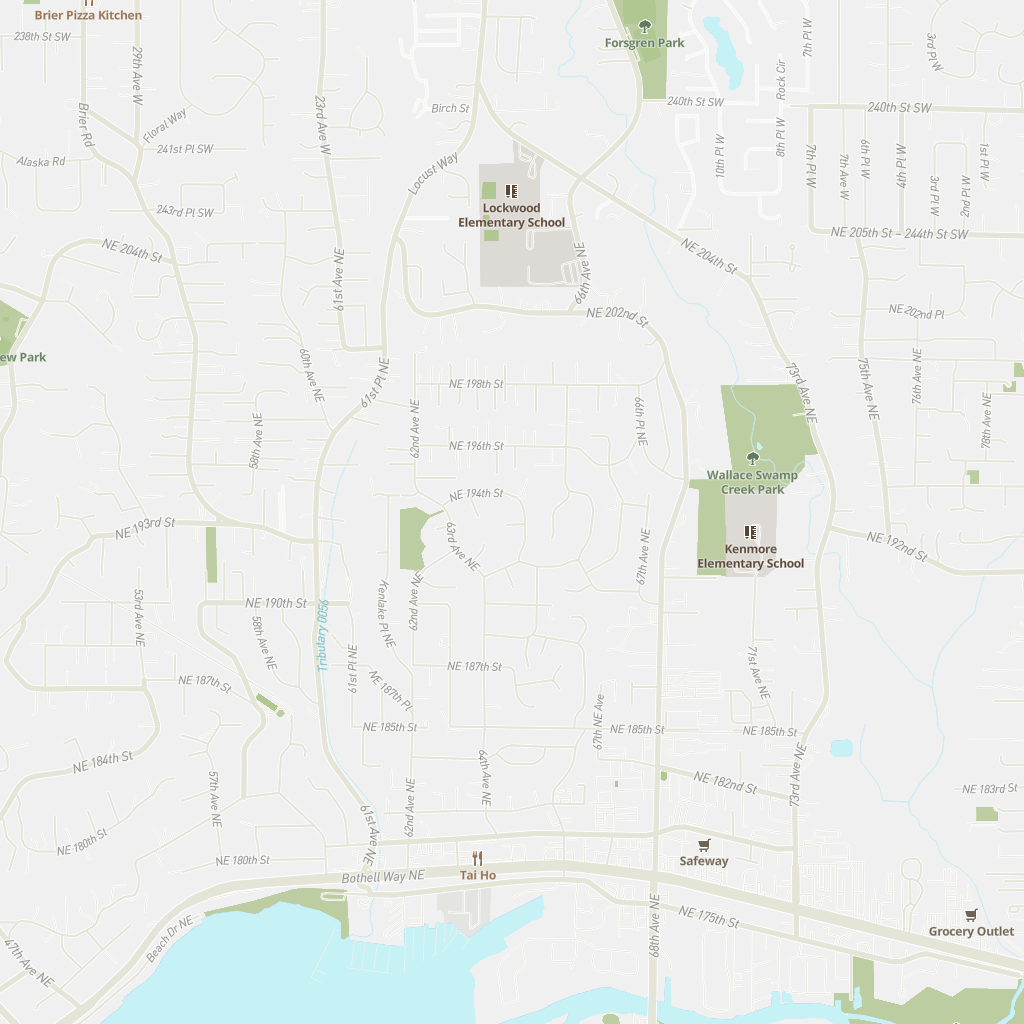 Brier Pizza Kitchen
238th St SW
29th Ave W
23rd Ave W
Brier Rd
Floral Way
Alaska Rd
241st Pl SW
243rd Pl SW
NE 204th St
Birch St
Locust Way
Forsgren Park
240th St SW
Rock Cir
7th Pl W
3rd Pl W
240th St SW
10th Pl W
8th Pl W
7th Pl W
7th Ave W
6th Pl W
4th Pl W
3rd Pl W
2nd Pl W
1st Pl W
Lockwood
Elementary School
NE 205th St – 244th St SW
66th Ave NE
NE 204th St
61st Ave NE
NE 202nd St
NE 202nd Pl
ew Park
60th Ave NE
61st Pl NE
NE 198th St
73rd Ave NE
75th Ave NE
76th Ave NE
78th Ave NE
58th Ave NE
62nd Ave NE
66th Pl NE
NE 196th St
Wallace Swamp
Creek Park
NE 194th St
NE 193rd St
63rd Ave NE
67th Ave NE
Kenmore
Elementary School
NE 192nd St
53rd Ave NE
NE 190th St
58th Ave NE
Tributary 0056
Kenlake Pl NE
62nd Ave NE
61st Pl NE
NE 187th St
NE 187th Pl
NE 187th St
71st Ave NE
67th NE Ave
NE 185th St
NE 185th St
NE 185th St
NE 184th St
57th Ave NE
64th Ave NE
62nd Ave NE
61st Ave NE
NE 182nd St
73rd Ave NE
NE 183rd St
NE 180th St
NE 180th St
Safeway
Tai Ho
Bothell Way NE
Beach Dr NE
47th Ave NE
68th Ave NE
NE 175th St
Grocery Outlet